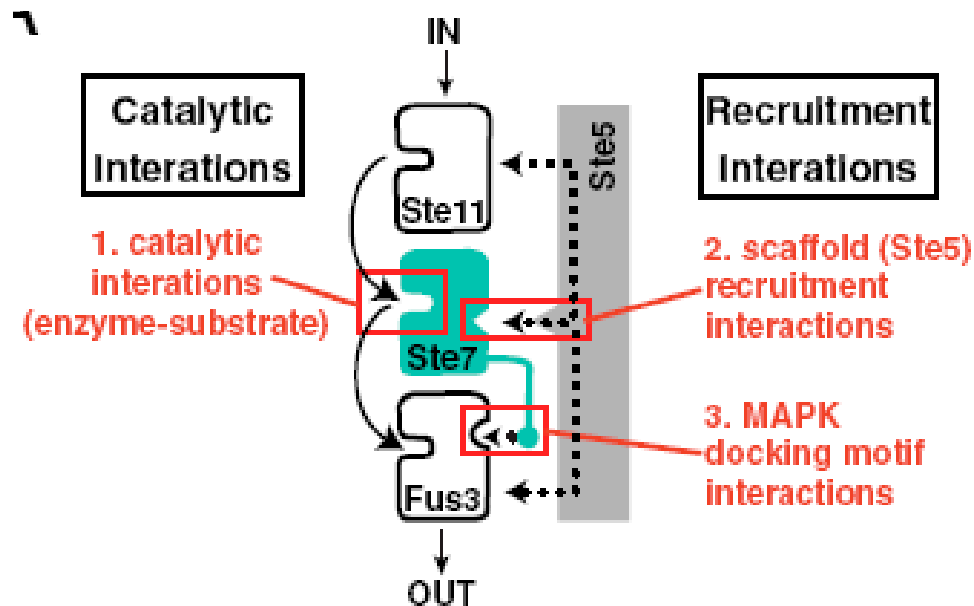 IN
Catalytic
Interations
Recruitment
Interations
Ste5
Ste11
1. catalytic
interations
(enzyme-substrate)
2. scaffold (Ste5)
recruitment
interactions
Ste7
3. MAPK
docking motif
interactions
Fus3
OUT